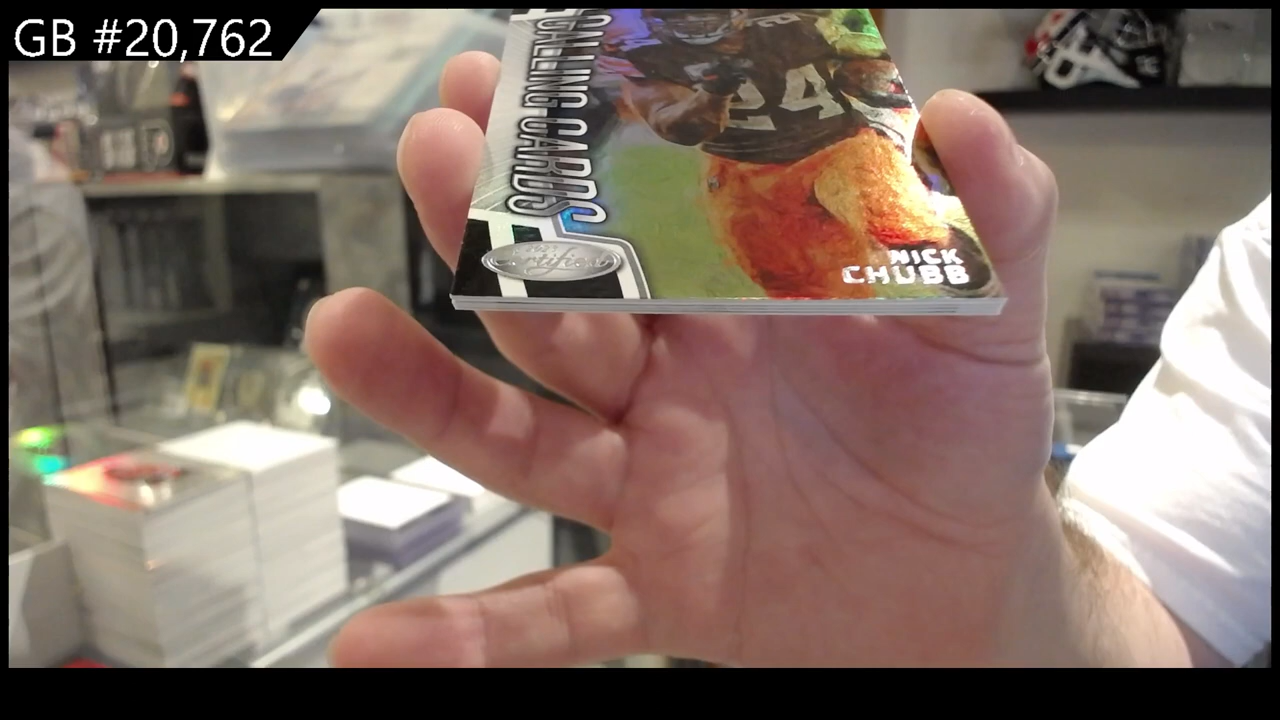 GB #20,762
CALLING CARDS
24
Certified
NICK
CHUBB